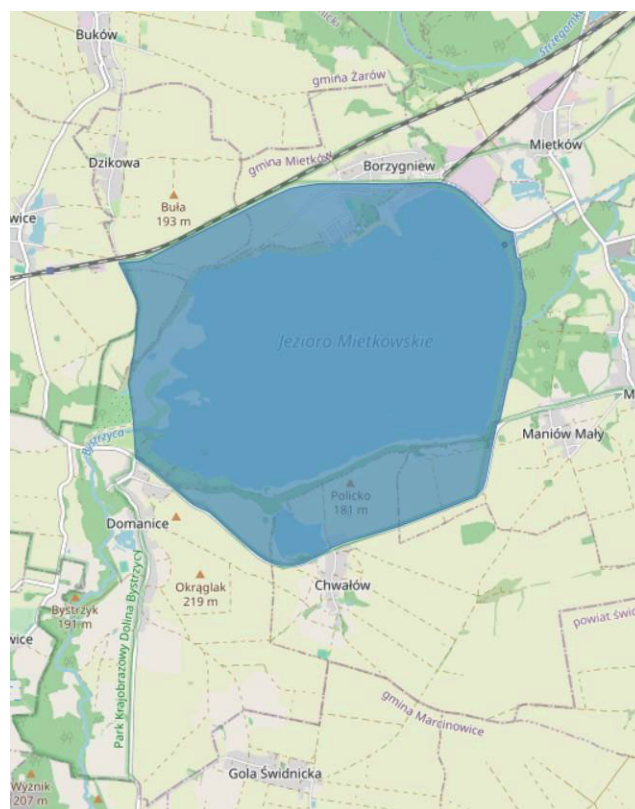 Buków
gmina Żarów
Strzegomka
Dzikowa
gmina Mietków
Borzygniew
Mietków
Buła
193 m
wice
Jezioro Mietkowskie
M
Bystrzyca
Maniów Mały
Policko
181 m
Domanice
Okrąglak
219 m
Chwałów
Bystrzyk
191 m
powiat świd
wice
Park Krajobrazowy Dolina Bystrzycy
gmina Marcinowice
Gola Świdnicka
Wyżnik
207 m